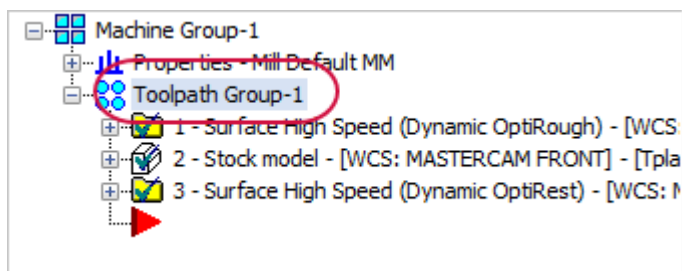 Machine Group-1
Properties - Mill Default MM
Toolpath Group-1
1 - Surface High Speed (Dynamic OptiRough) - [WCS:
2 - Stock model - [WCS: MASTERCAM FRONT] - [Tpla
3 - Surface High Speed (Dynamic OptiRest) - [WCS: